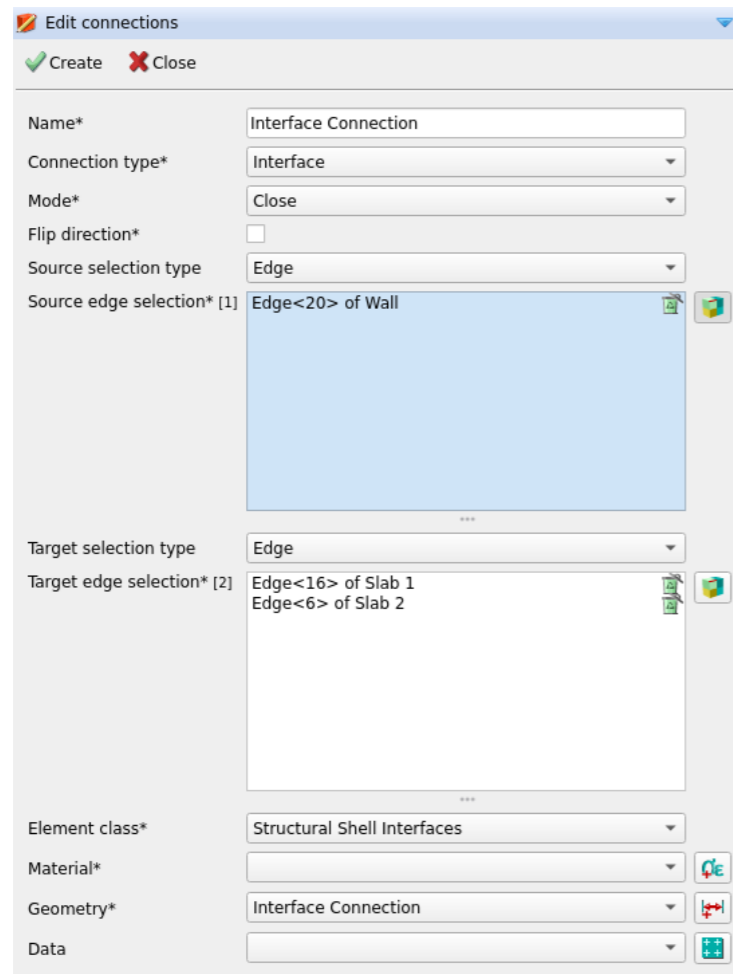 Edit connections
Create Close
Name* Interface Connection
Connection type* Interface
Mode* Close
Flip direction*
Source selection type Edge
Source edge selection* [1] Edge<20> of Wall
Target selection type Edge
Target edge selection* [2] Edge<16> of Slab 1
Edge<6> of Slab 2
Element class* Structural Shell Interfaces
Material*
Geometry* Interface Connection
Data